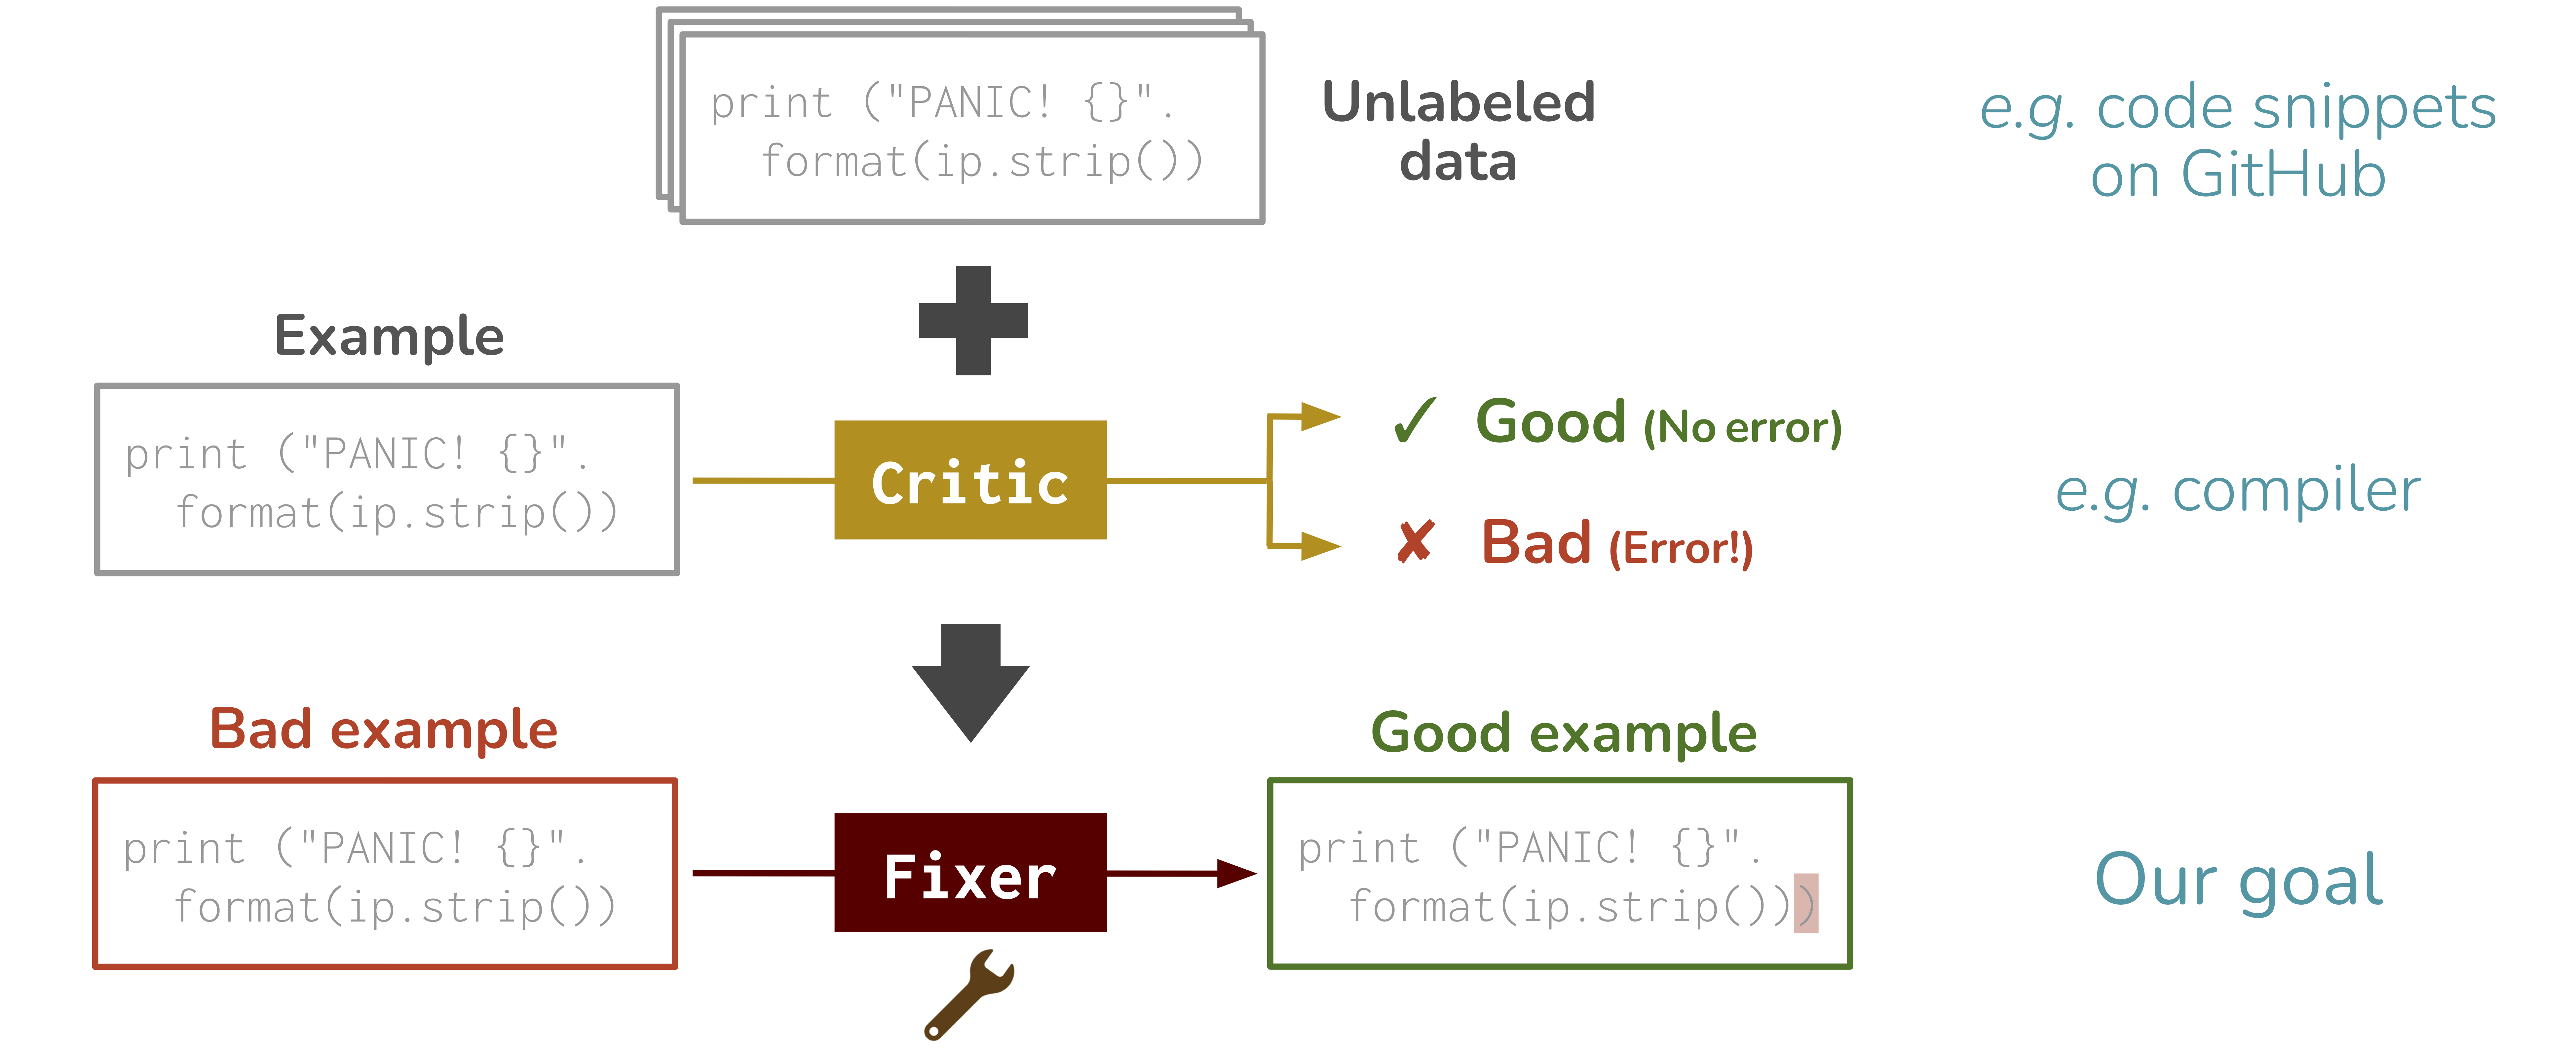 print ("PANIC! {}".
format(ip.strip())
Unlabeled
data
e.g. code snippets
on GitHub
Example
print ("PANIC! {}".
format(ip.strip())
Critic
✓ Good (No error)
✘ Bad (Error!)
e.g. compiler
Bad example
print ("PANIC! {}".
format(ip.strip())
Fixer
Good example
print ("PANIC! {}".
format(ip.strip()))
Our goal